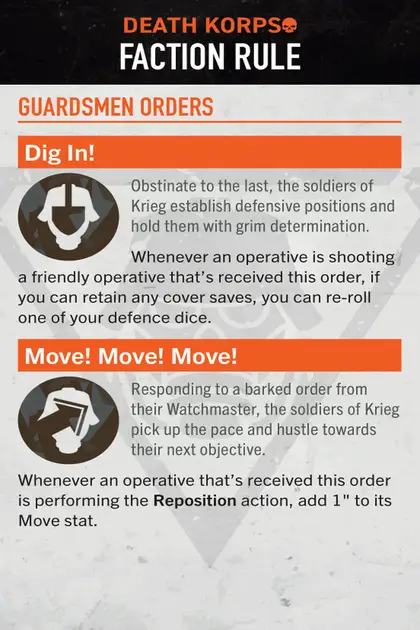 DEATH KORPS
FACTION RULE
GUARDSMEN ORDERS
Dig In!
Obstinate to the last, the soldiers of
Krieg establish defensive positions and
hold them with grim determination.
Whenever an operative is shooting
a friendly operative that's received this order, if
you can retain any cover saves, you can re-roll
one of your defence dice.
Move! Move! Move!
Responding to a barked order from
their Watchmaster, the soldiers of Krieg
pick up the pace and hustle towards
their next objective.
Whenever an operative that's received this order
is performing the Reposition action, add 1" to its
Move stat.